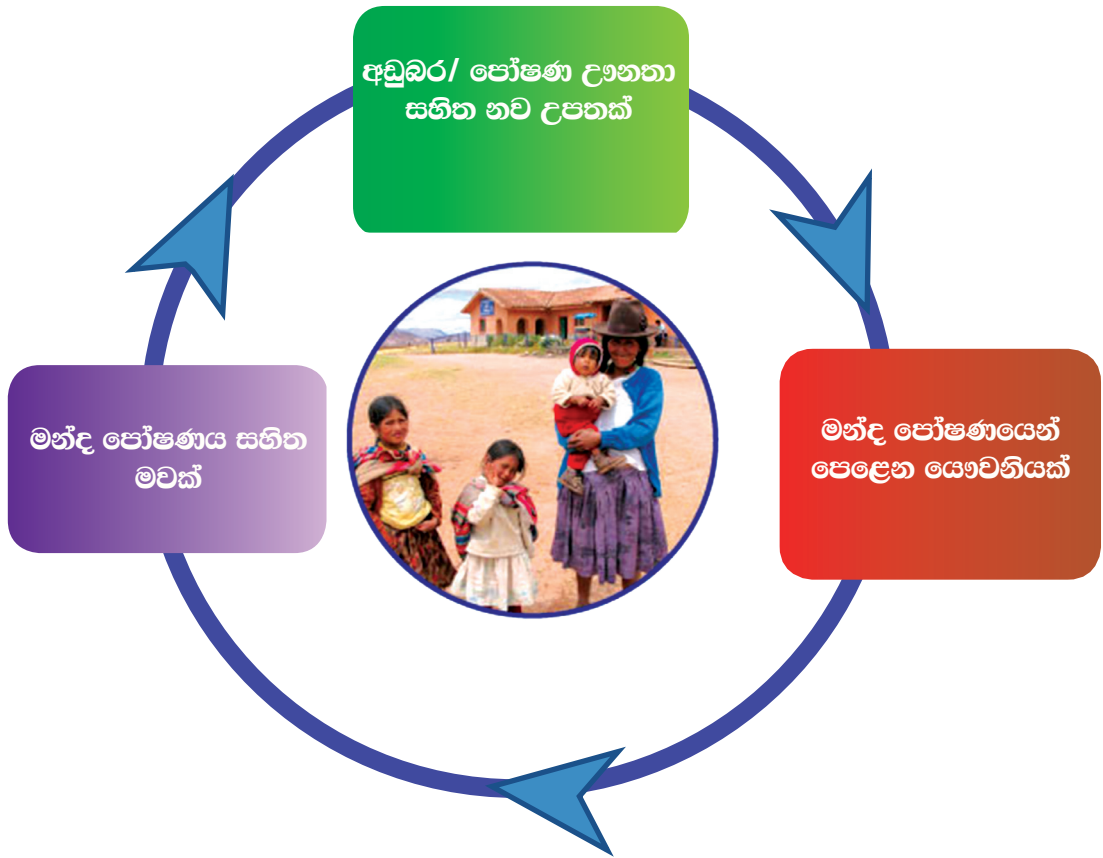 අඩුබර/ පෝෂණ ඌනතා
සහිත නව උපතක්
මන්ද පෝෂණයෙන්
පෙළෙන යෞවනියක්
මන්ද පෝෂණය සහිත
මවක්